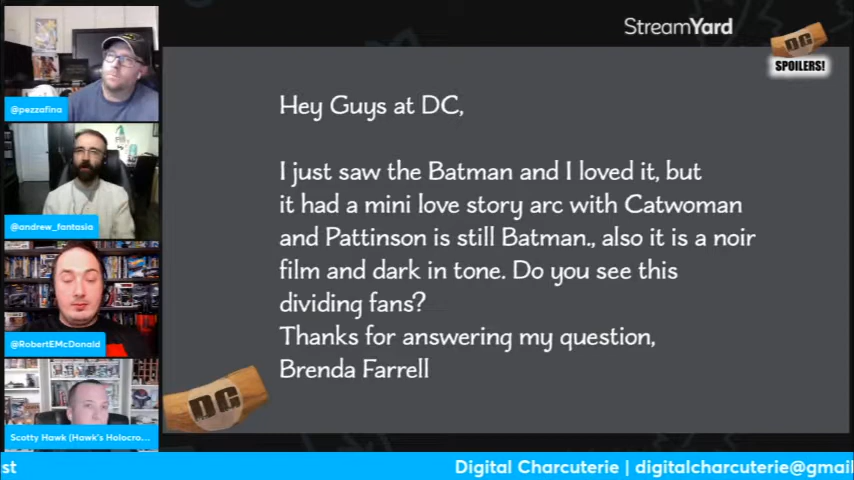 StreamYard
DC
SPOILERS!
@pezzafina
@andrew_fantasia
@RobertEMcDonald
Scotty Hawk (Hawk's Holocro...
Hey Guys at DC,
I just saw the Batman and I loved it, but
it had a mini love story arc with Catwoman
and Pattinson is still Batman., also it is a noir
film and dark in tone. Do you see this
dividing fans?
Thanks for answering my question,
Brenda Farrell
DC
st
Digital Charcuterie | digitalcharcuterie@gmai